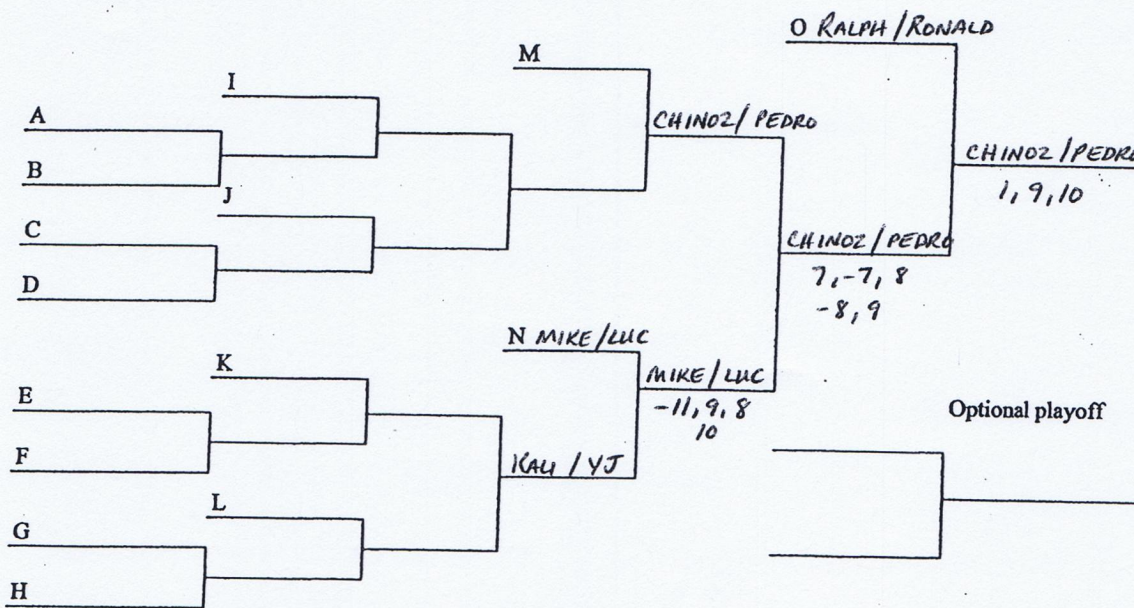 O RALPH/RONALD
M
I
A
CHINOZ/PEDRO
CHINOZ/PEDRO
B
1, 9, 10
J
C
CHINOZ/PEDRO
D
7, -7, 8
-8, 9
N MIKE/LUC
K
MIKE/LUC
E
-11, 9, 8
Optional playoff
10
F
/ YJ
L
G
H